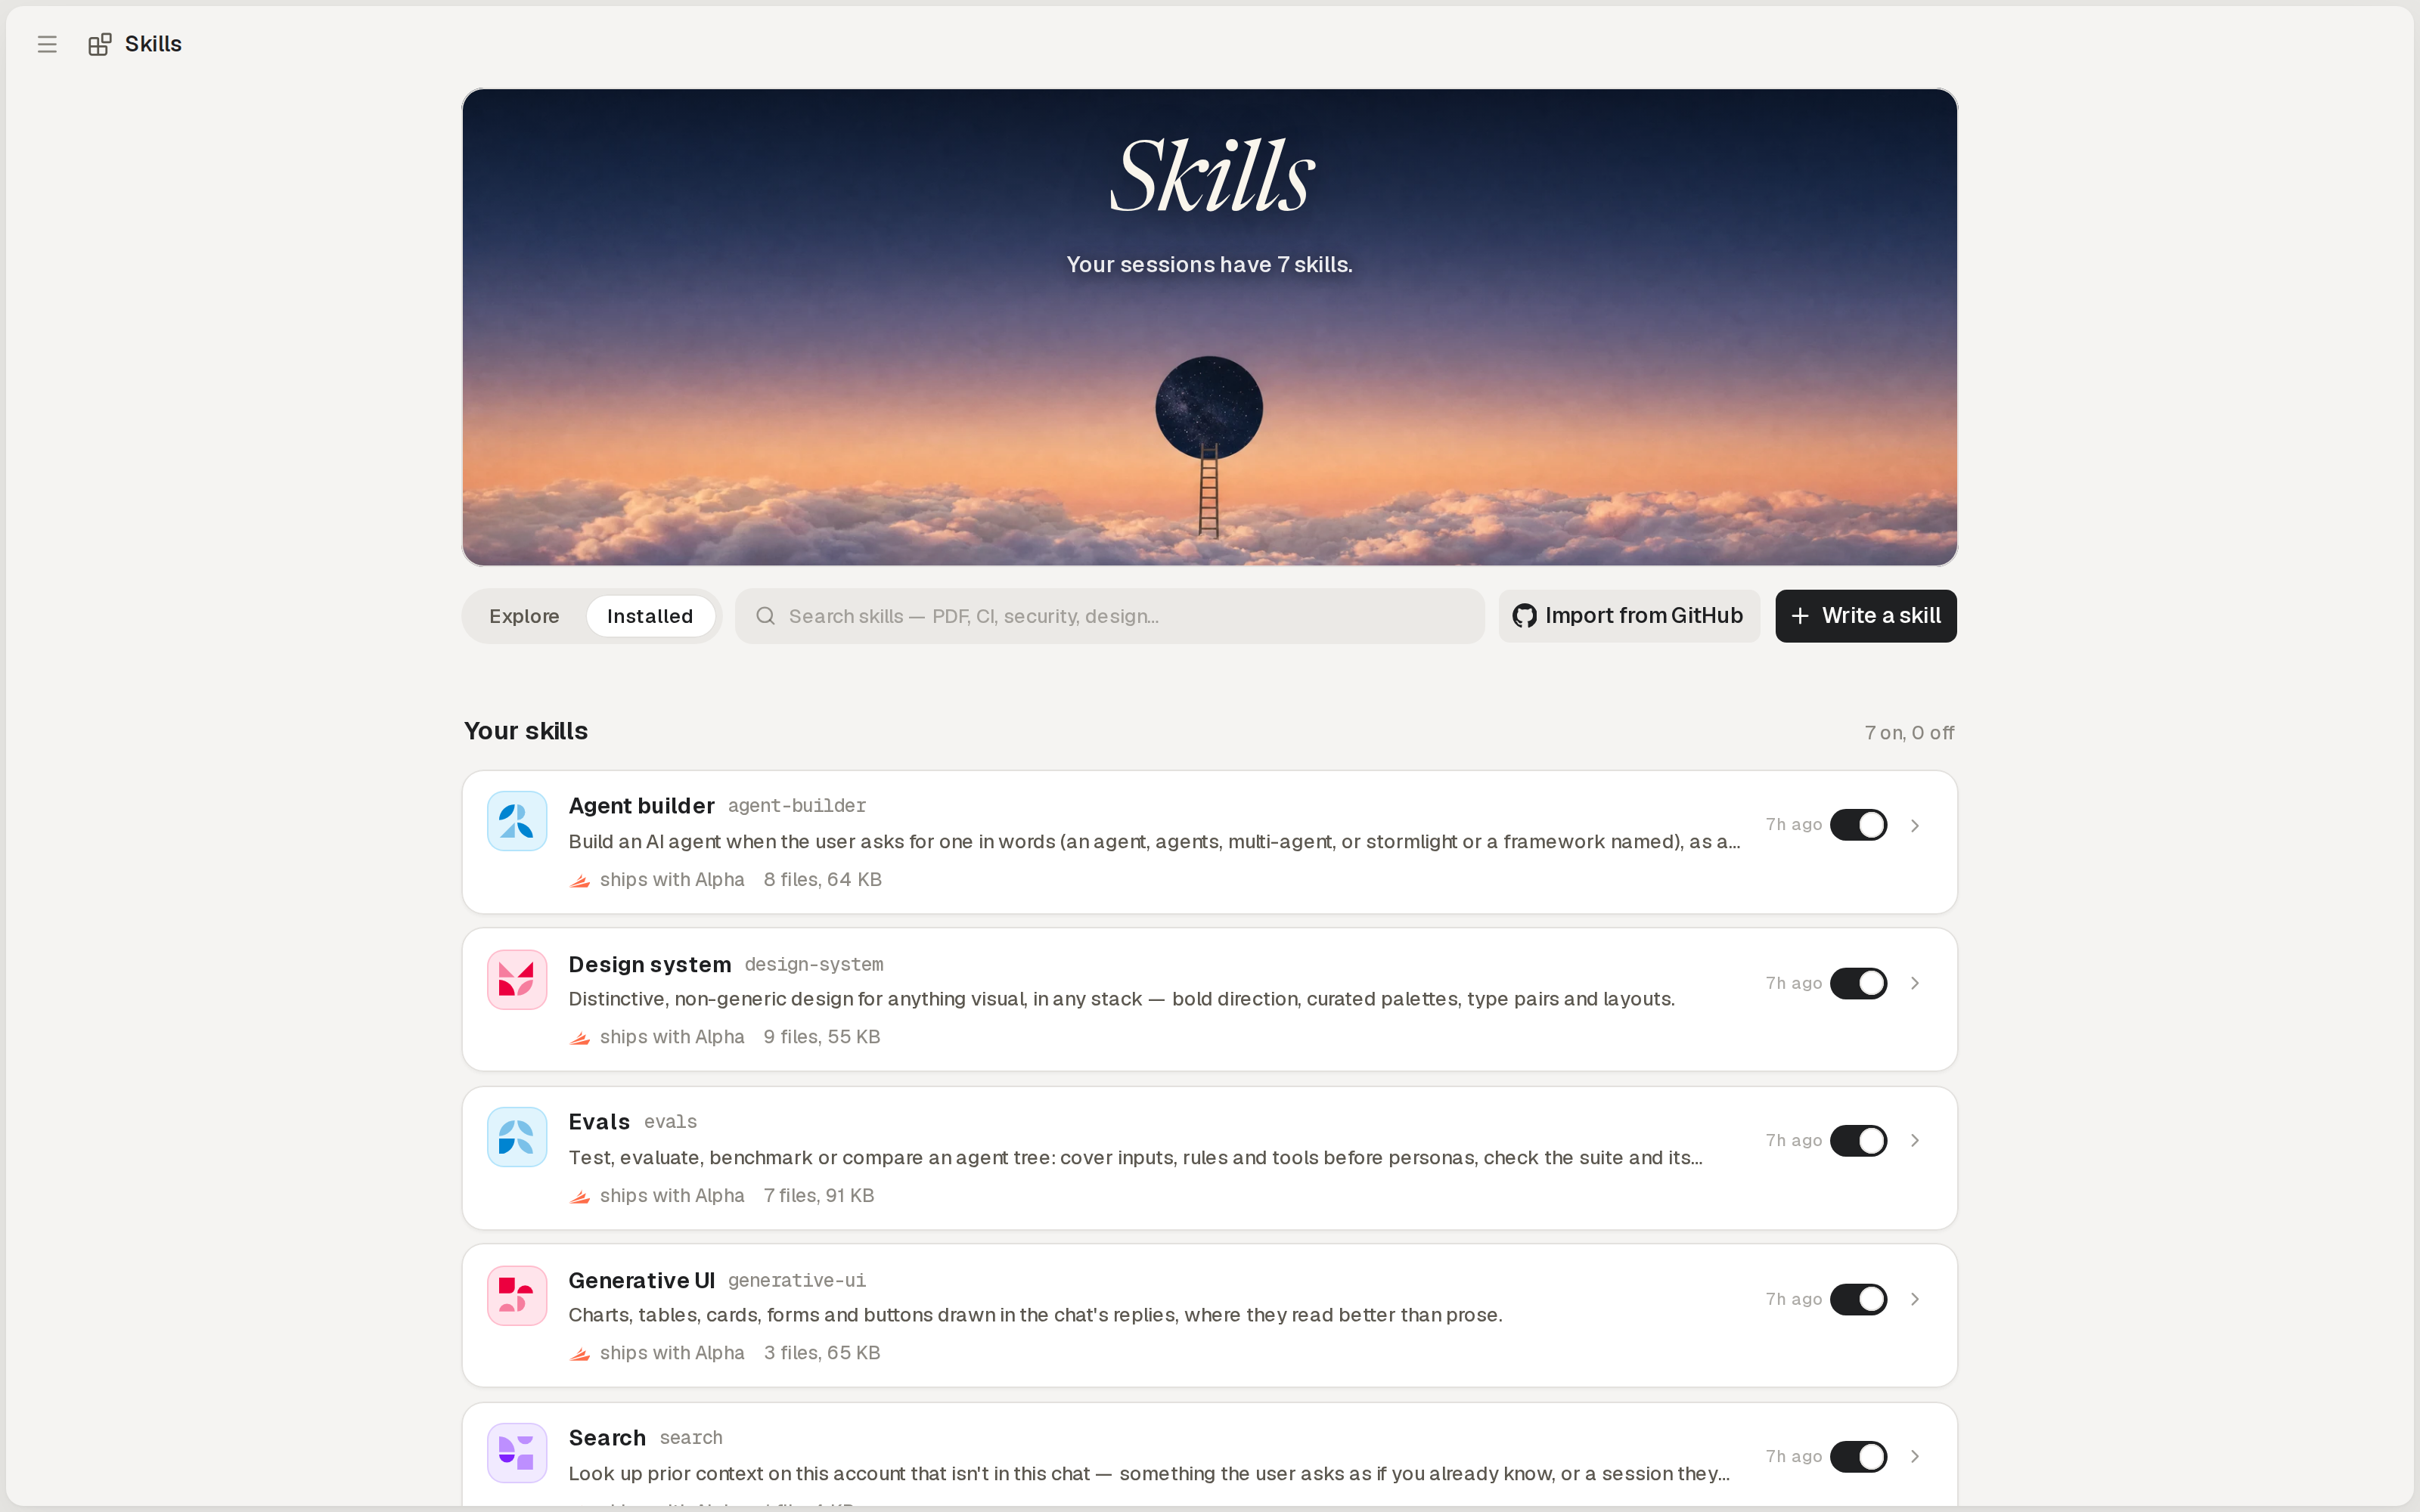 Skills
Skills
Your sessions have 7 skills.
Explore
Installed
Search skills — PDF, CI, security, design...
Import from GitHub
Write a skill
Your skills
7 on, 0 off
Agent builder agent-builder
7h ago
Build an AI agent when the user asks for one in words (an agent, agents, multi-agent, or stormlight or a framework named), as a...
ships with Alpha 8 files, 64 KB
Design system design-system
7h ago
Distinctive, non-generic design for anything visual, in any stack — bold direction, curated palettes, type pairs and layouts.
ships with Alpha 9 files, 55 KB
Evals evals
7h ago
Test, evaluate, benchmark or compare an agent tree: cover inputs, rules and tools before personas, check the suite and its...
ships with Alpha 7 files, 91 KB
Generative UI generative-ui
7h ago
Charts, tables, cards, forms and buttons drawn in the chat's replies, where they read better than prose.
ships with Alpha 3 files, 65 KB
Search search
7h ago
Look up prior context on this account that isn't in this chat — something the user asks as if you already know, or a session they...